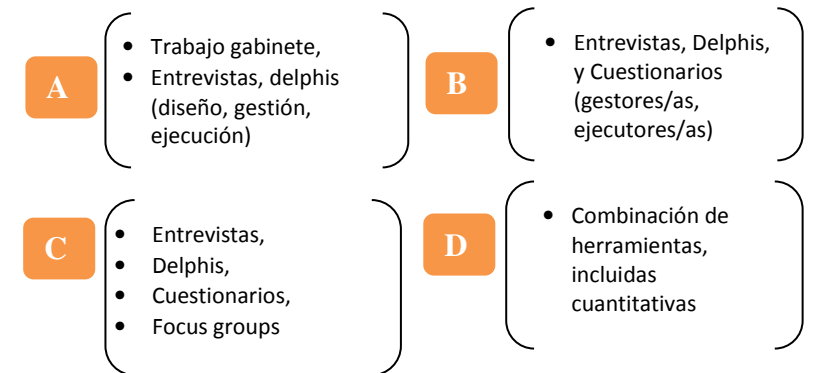 A
• Trabajo gabinete,
• Entrevistas, delphis
(diseño, gestión,
ejecución)
B
• Entrevistas, Delphis,
y Cuestionarios
(gestores/as,
ejecutores/as)
C
• Entrevistas,
• Delphis,
• Cuestionarios,
• Focus groups
D
• Combinación de
herramientas,
incluidas
cuantitativas